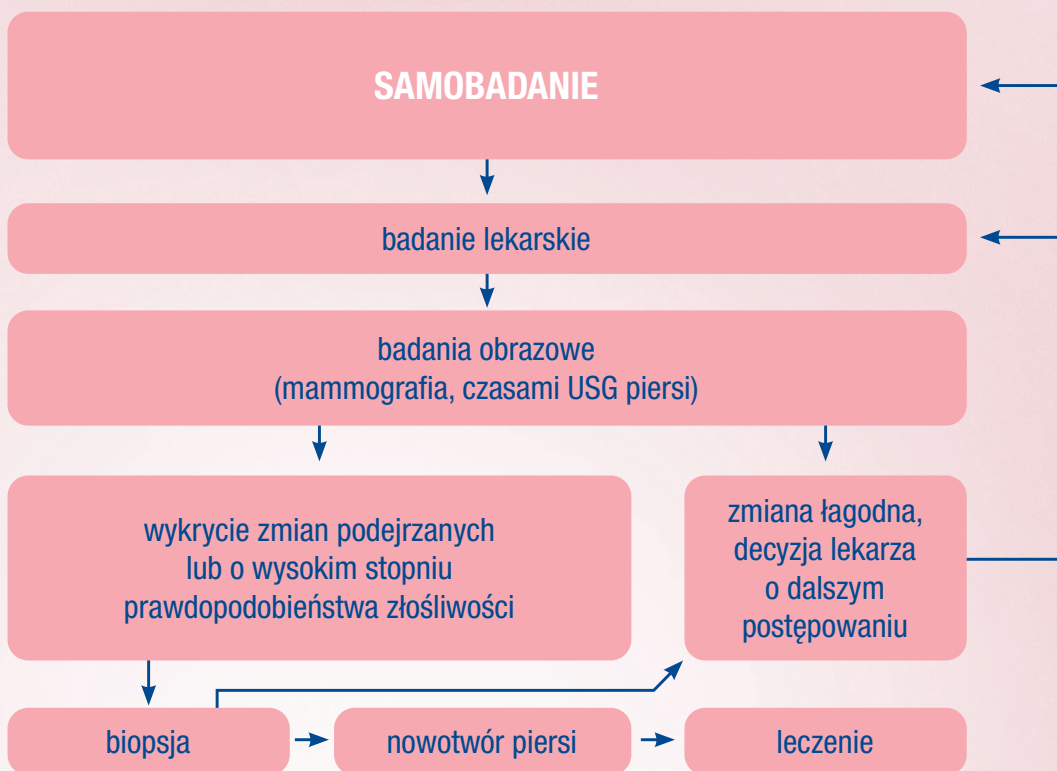 SAMOBADANIE
badanie lekarskie
badania obrazowe
(mammografia, czasami USG piersi)
wykrycie zmian podejrzanych
lub o wysokim stopniu
prawdopodobieństwa złośliwości
zmiana łagodna,
decyzja lekarza
o dalszym
postępowaniu
biopsja
nowotwór piersi
leczenie